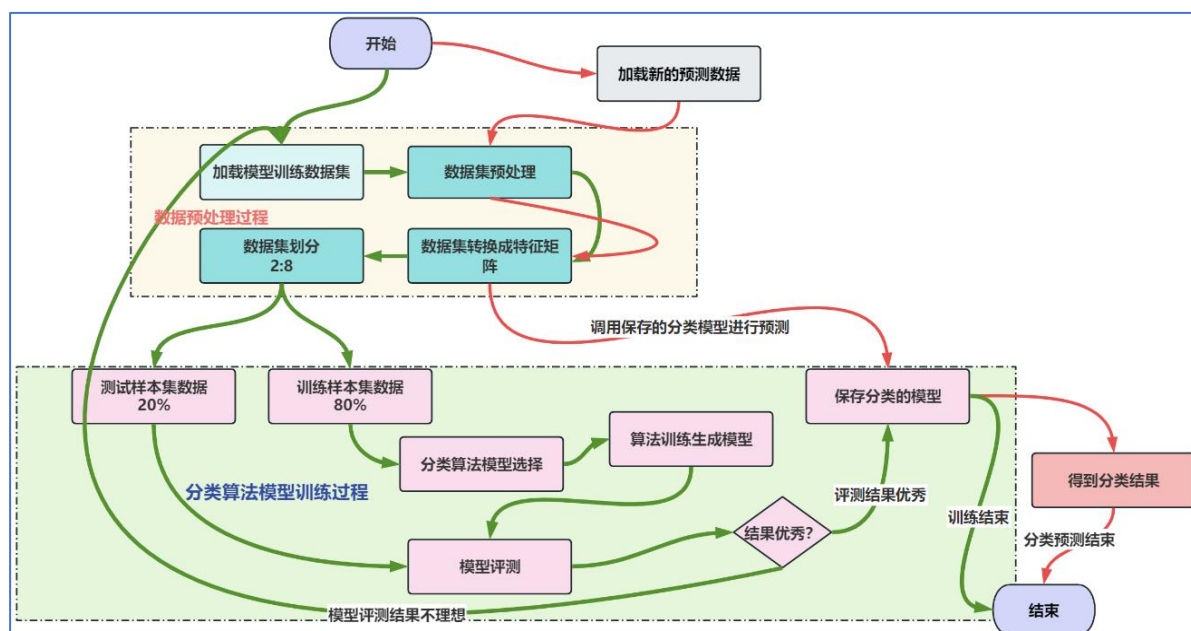 开始
加载新的预测数据
加载模型训练数据集
数据集预处理
数据预处理过程
数据集划分
2:8
数据集转换成特征矩
阵
调用保存的分类模型进行预测
测试样本集数据
20%
训练样本集数据
80%
保存分类的模型
算法训练生成模型
分类算法模型选择
得到分类结果
分类算法模型训练过程
评测结果优秀
训练结束
结果优秀？
分类预测结束
模型评测
模型评测结果不理想
结束